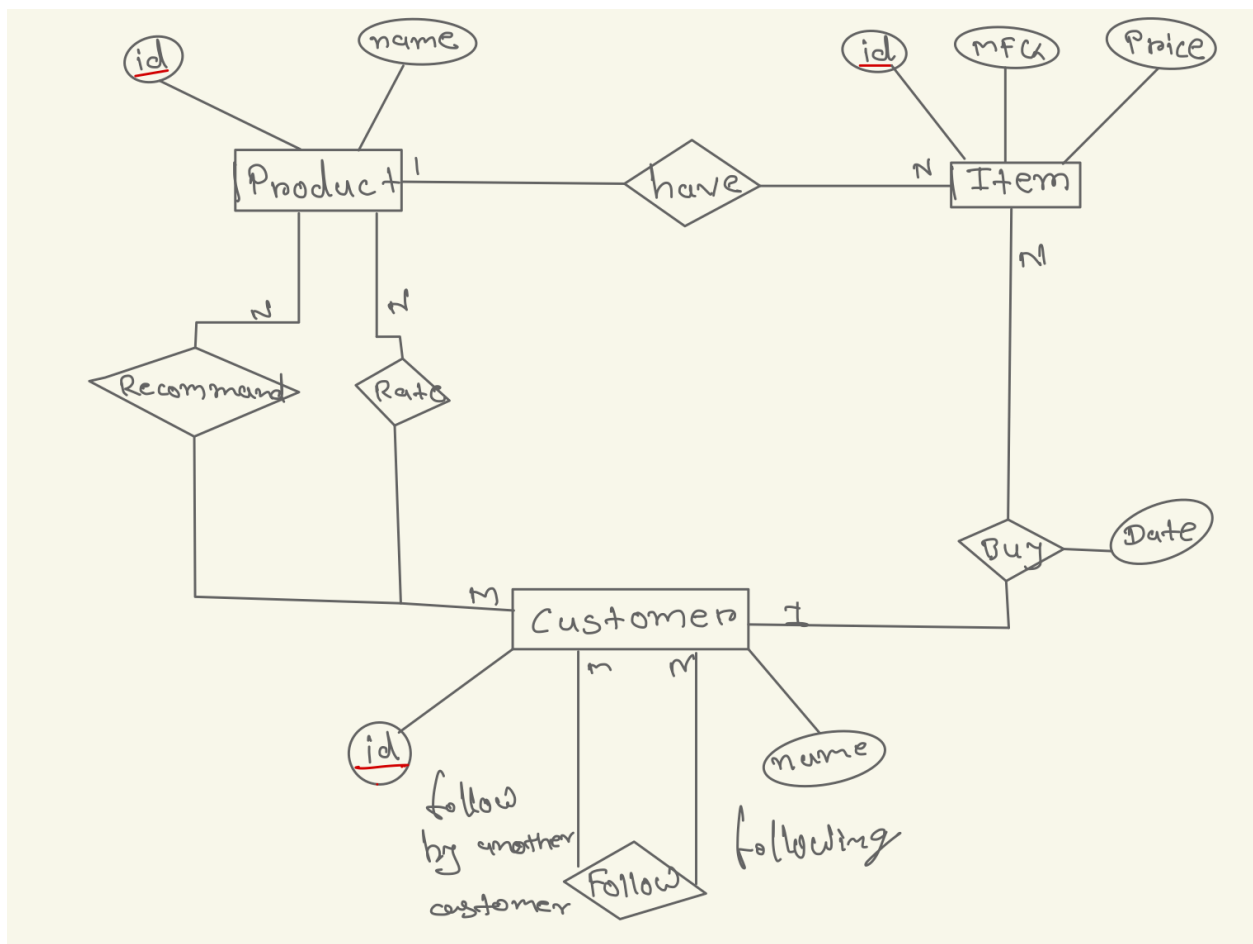 id
name
id
MFG
Price
Product
1
have
N
Item
N
N
N
Recommand
Rate
Buy
Date
M
Customer
1
M
N
id
name
follow
by another
customer
Follow
following